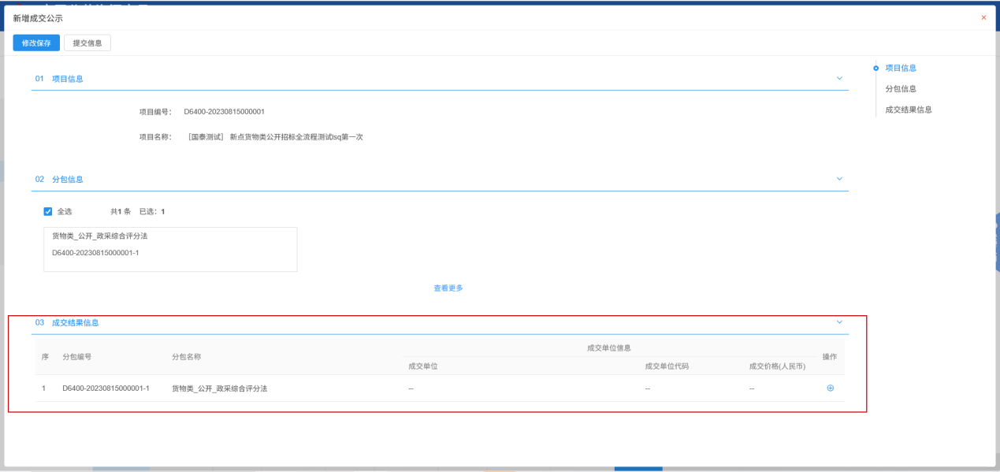 新增成交公示
×
修改保存 提交信息
01 项目信息
项目编号： D6400-20230815000001
项目名称： ［国泰测试］ 新点货物类公开招标全流程测试lsq第一次
02 分包信息
全选 共1 条 已选：1
货物类_公开_政采综合评分法
D6400-20230815000001-1
查看更多
03 成交结果信息
序 分包编号 分包名称 成交单位信息 操作
成交单位 成交单位代码 成交价格(人民币)
1 D6400-20230815000001-1 货物类_公开_政采综合评分法 -- -- --
项目信息
分包信息
成交结果信息